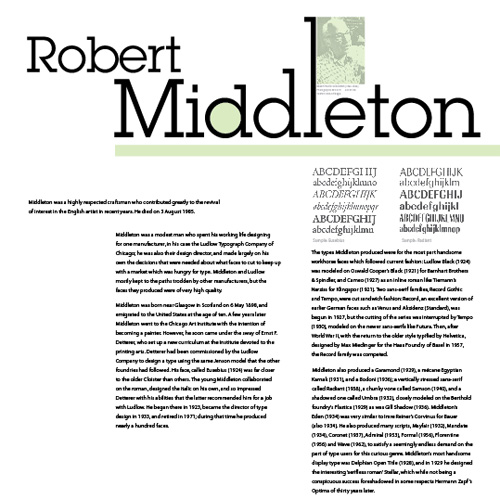 Robert
Middleton
Middleton was a highly respected craftsman who contributed greatly to the revival
of interest in the English artist in recent years. He died on 3 August 1985.
Middleton was a modest man who spent his working life designing
for one manufacturer, in his case the Ludlow Typograph Company of
Chicago; he was also their design director, and made largely on his
own the decisions that were needed about what faces to cut to keep up
with a market which was hungry for type. Middleton and Ludlow
mostly kept to the paths trodden by other manufacturers, but the
faces they produced were of very high quality.
Middleton was born near Glasgow in Scotland on 6 May 1898, and
emigrated to the United States at the age of ten. A few years later
Middleton went to the Chicago Art Institute with the intention of
becoming a painter. However, he soon came under the sway of Ernst F.
Detterer, who set up a new curriculum at the Institute devoted to the
printing arts. Detterer had been commissioned by the Ludlow
Company to design a type using the same Jenson model that the other
foundries had followed. His face, called Eusebius (1924) was far closer
to the older Cloister than others. The young Middleton collaborated
on the roman, designed the italic on his own, and so impressed
Detterer with his abilities that the latter recommended him for a job
with Ludlow. He began there in 1923, became the director of type
design in 1933, and retired in 1971; during that time he produced
nearly a hundred faces.
ABCDEFGHIJ
abcdefghijklmno
ABCDEFGHIJK
abcdefghijklmnopqr
ABCDEFGHIJ
abcdefghijklmno
Sample Eusebius
ABCDEFGHIJK
abcdefghijklm
ABCDEFGHIJ
abcdefghijkl
abcdefghijklmno
Sample Radiant
The types Middleton produced were for the most part handsome
workhorse faces which followed current fashion: Ludlow Black (1924)
was modeled on Oswald Cooper's Black (1921) for Barnhart Brothers
& Spindler, and Cameo (1927) as an inline roman like Tiemann's
Narziss for Klingspor (1921). Two sans-serif families, Record Gothic
and Tempo, were cut and wich fashion: Record, an excellent version of
earlier German faces such as Venus and Akzidenz (Standard), was
begun in 1927, but the cutting of the series was interrupted by Tempo
(1930), modeled on the newer sans-serifs like Futura. Then, after
World War II, with the return to the older style typified by Helvetica,
designed by Max Miedinger for the Haas Foundry of Basel in 1957,
the Record family was competed.
Middleton also produced a Garamond (1929), a mécane Egyptian
Karnak (1931), and a Bodoni (1936); a vertically stressed sans-serif
called Radiant (1938), a chunky wove called Samson (1940), and a
shadowed one called Umbra (1932), closely modeled on the Berthold
foundry's Plastica (1929) as was Gill Shadow (1936). Middleton's
Eden (1934) was very similar to Imre Reiner's Corvinus for Bauer
(also 1934). He also produced many scripts, Mayfair (1932), Mandate
(1934), Coronet (1937), Admiral (1953), Formal (1956), Florentine
(1956) and Wave (1962), to satisfy a seemingly endless demand on the
part of type users for this curious genre. Middleton's most handsome
display type was Delphian Open Title (1928), and in 1929 he designed
the interesting 'serifless roman' Stellar, which while not being a
conspicuous success foreshadowed in some respects Hermann Zapf's
Optima of thirty years later.